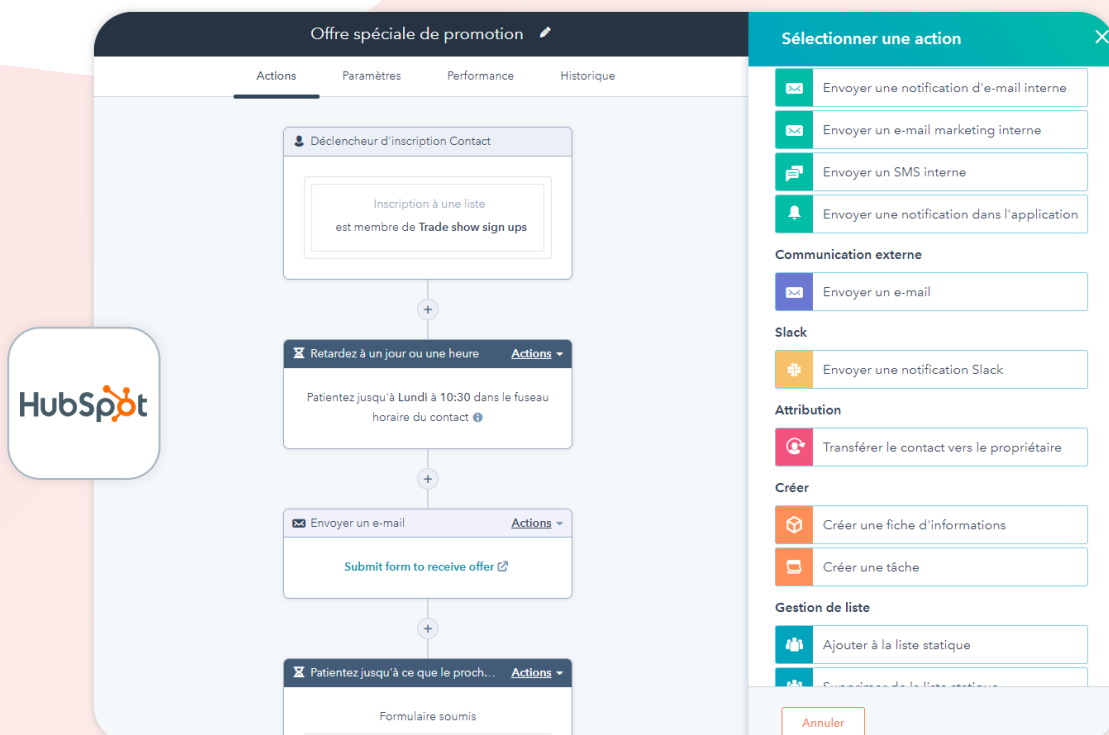 Offre spéciale de promotion
Actions Paramètres Performance Historique
Déclencheur d'inscription Contact
Inscription à une liste
est membre de Trade show sign ups
Retardez à un jour ou une heure Actions
Patientez jusqu'à Lundi à 10:30 dans le fuseau
horaire du contact
Envoyer un e-mail Actions
Submit form to receive offer
Patientez jusqu'à ce que le proch... Actions
Formulaire soumis
HubSpot
Sélectionner une action
Envoyer une notification d'e-mail interne
Envoyer un e-mail marketing interne
Envoyer un SMS interne
Envoyer une notification dans l'application
Communication externe
Envoyer un e-mail
Slack
Envoyer une notification Slack
Attribution
Transférer le contact vers le propriétaire
Créer
Créer une fiche d'informations
Créer une tâche
Gestion de liste
Ajouter à la liste statique
Supprimer de la liste statique
Annuler